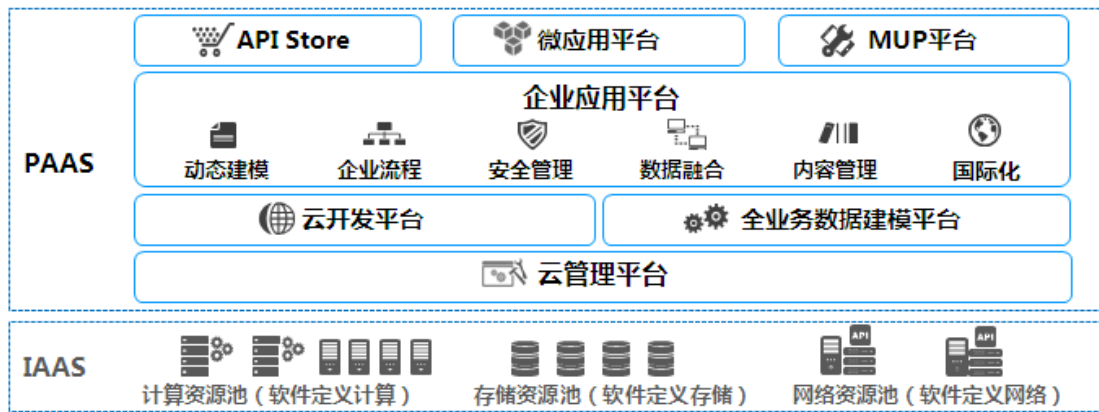 API Store
微应用平台
MUP平台
企业应用平台
动态建模
企业流程
安全管理
数据融合
内容管理
国际化
PAAS
云开发平台
全业务数据建模平台
云管理平台
IAAS
API
API
计算资源池（软件定义计算）
存储资源池（软件定义存储）
网络资源池（软件定义网络）